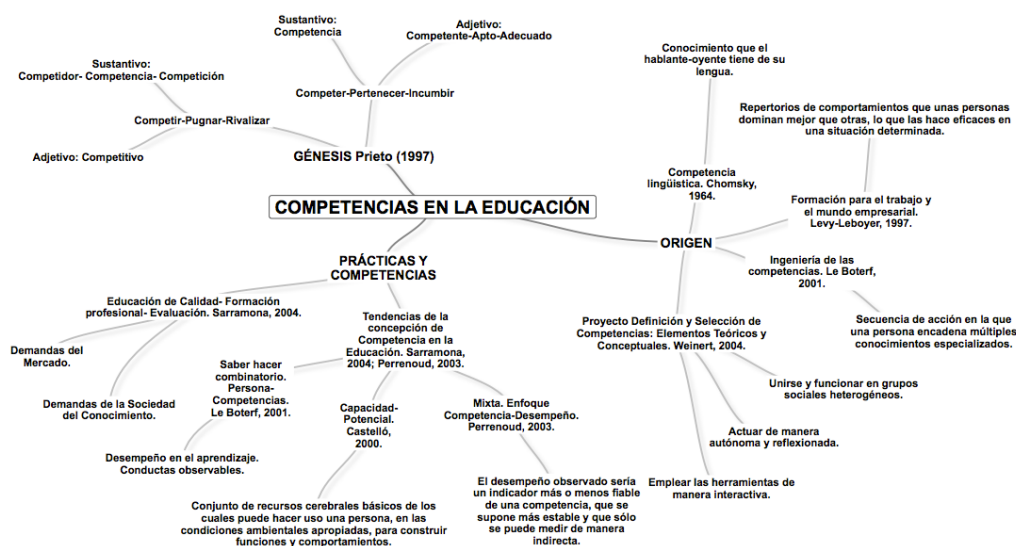 Sustantivo:
Competencia
Adjetivo:
Competente-Apto-Adecuado
Sustantivo:
Competidor- Competencia- Competición
Competer-Pertenecer-Incumbir
Competir-Pugnar-Rivalizar
Adjetivo: Competitivo
GÉNESIS Prieto (1997)
COMPETENCIAS EN LA EDUCACIÓN
Conocimiento que el
hablante-oyente tiene de su
lengua.
Repertorios de comportamientos que unas personas
dominan mejor que otras, lo que las hace eficaces en
una situación determinada.
Competencia
lingüistica. Chomsky,
1964.
Formación para el trabajo y
el mundo empresarial.
Levy-Leboyer, 1997.
ORIGEN
Ingeniería de las
competencias. Le Boterf,
2001.
Secuencia de acción en la que
una persona encadena múltiples
conocimientos especializados.
Proyecto Definición y Selección de
Competencias: Elementos Teóricos y
Conceptuales. Weinert, 2004.
Unirse y funcionar en grupos
sociales heterogéneos.
Actuar de manera
autónoma y reflexionada.
Emplear las herramientas de
manera interactiva.
PRÁCTICAS Y
COMPETENCIAS
Educación de Calidad- Formación
profesional- Evaluación. Sarramona, 2004.
Demandas del
Mercado.
Demandas de la Sociedad
del Conocimiento.
Tendencias de la
concepción de
Competencia en la
Educación. Sarramona,
2004; Perrenoud, 2003.
Saber hacer
combinatorio.
Persona-
Competencias.
Le Boterf, 2001.
Desempeño en el aprendizaje.
Conductas observables.
Capacidad-
Potencial.
Castelló,
2000.
Conjunto de recursos cerebrales básicos de los
cuales puede hacer uso una persona, en las
condiciones ambientales apropiadas, para construir
funciones y comportamientos.
Mixta. Enfoque
Competencia-Desempeño.
Perrenoud, 2003.
El desempeño observado sería
un indicador más o menos fiable
de una competencia, que se
supone más estable y que sólo
se puede medir de manera
indirecta.